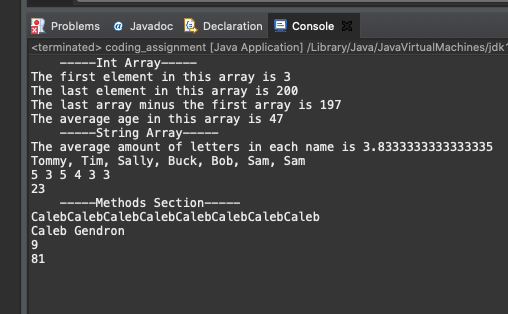 Problems @ Javadoc Declaration Console
<terminated> coding_assignment [Java Application] /Library/Java/JavaVirtualMachines/jdk
-----Int Array-----
The first element in this array is 3
The last element in this array is 200
The last array minus the first array is 197
The average age in this array is 47
-----String Array-----
The average amount of letters in each name is 3.8333333333333335
Tommy, Tim, Sally, Buck, Bob, Sam, Sam
5 3 5 4 3 3
23
-----Methods Section-----
CalebCalebCalebCalebCalebCalebCalebCaleb
Caleb Gendron
9
81